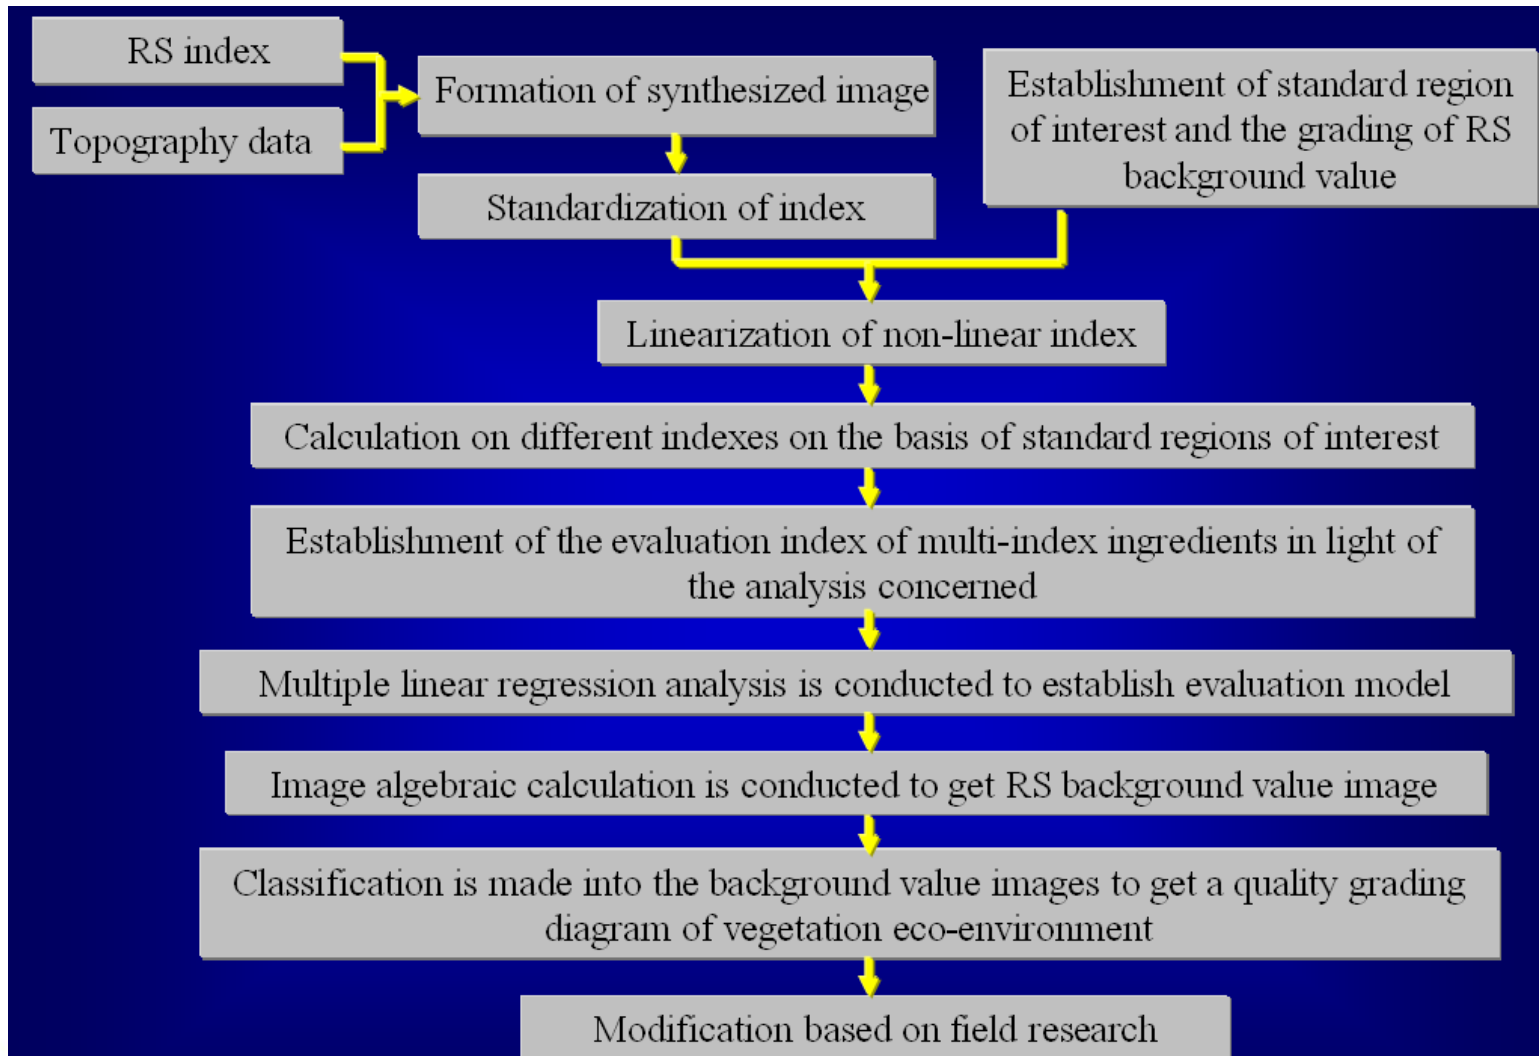 RS index
Topography data
Formation of synthesized image
Establishment of standard region
of interest and the grading of RS
background value
Standardization of index
Linearization of non-linear index
Calculation on different indexes on the basis of standard regions of interest
Establishment of the evaluation index of multi-index ingredients in light of
the analysis concerned
Multiple linear regression analysis is conducted to establish evaluation model
Image algebraic calculation is conducted to get RS background value image
Classification is made into the background value images to get a quality grading
diagram of vegetation eco-environment
Modification based on field research